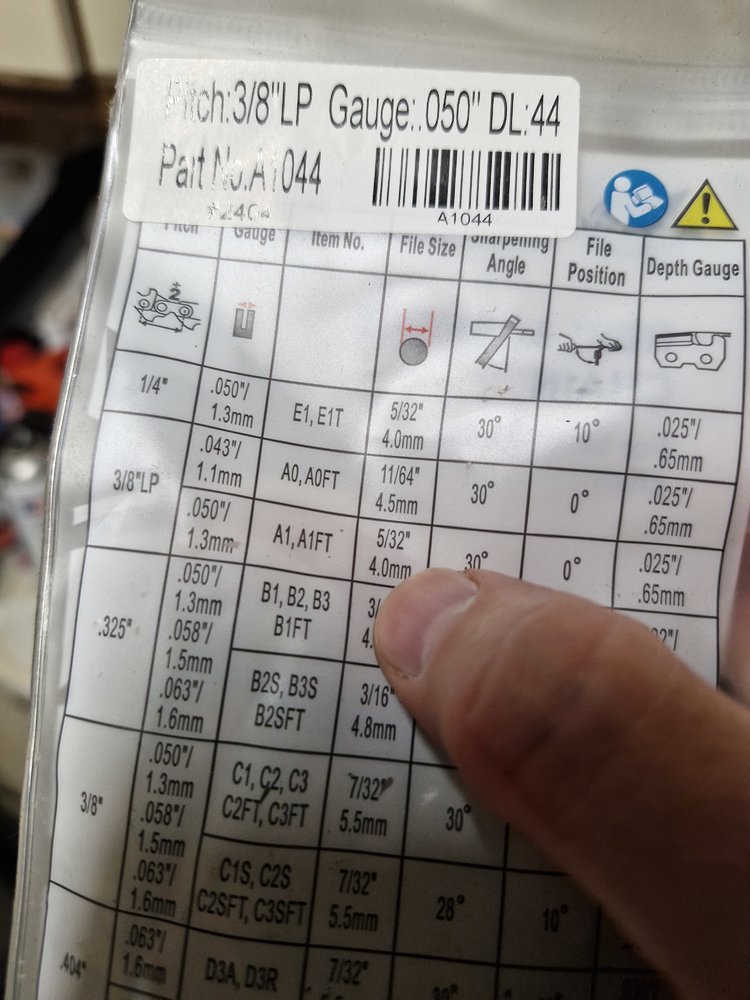 Pitch:3/8"LP Gauge:.050" DL:44
Part No.A1044
A1044
Pitch Gauge Item No. File Size Sharpening Angle File Position Depth Gauge
±2
1/4" .050"/ 1.3mm E1, E1T 5/32" 4.0mm 30° 10° .025"/ .65mm
3/8"LP .043"/ 1.1mm A0, A0FT 11/64" 4.5mm 30° 0° .025"/ .65mm
.050"/ 1.3mm A1, A1FT 5/32" 4.0mm 30° 0° .025"/ .65mm
.325" .050"/ 1.3mm .058"/ 1.5mm .063"/ 1.6mm B1, B2, B3 B1FT
B2S, B3S B2SFT 3/16" 4.8mm
3/8" .050"/ 1.3mm .058"/ 1.5mm .063"/ 1.6mm C1, C2, C3 C2FT, C3FT 7/32" 5.5mm 30°
C1S, C2S C2SFT, C3SFT 7/32" 5.5mm 28° 10°
.404" .063"/ 1.6mm D3A, D3R 7/32"